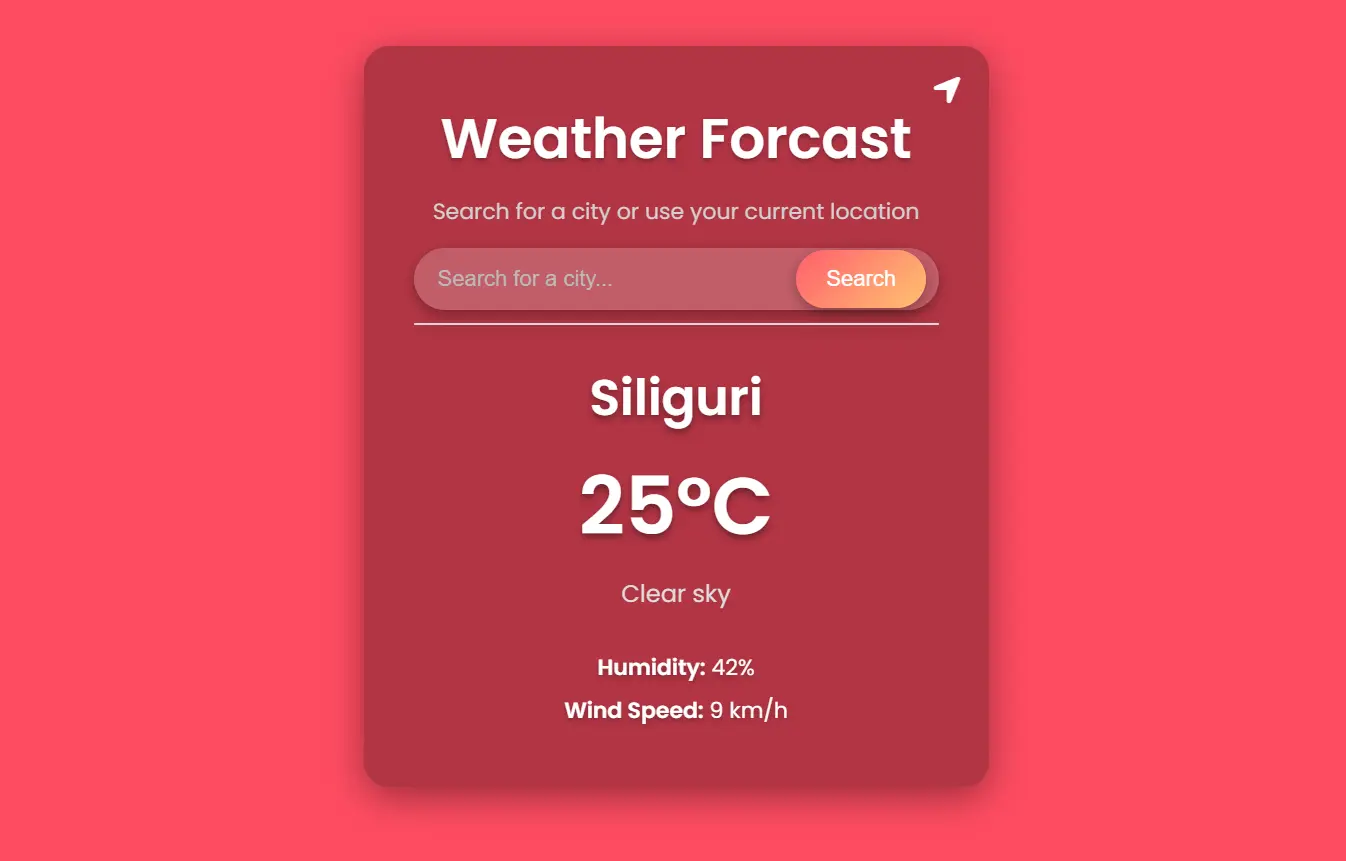 Weather Forcast
Search for a city or use your current location
Search for a city...
Search
Siliguri
25°C
Clear sky
Humidity: 42%
Wind Speed: 9 km/h